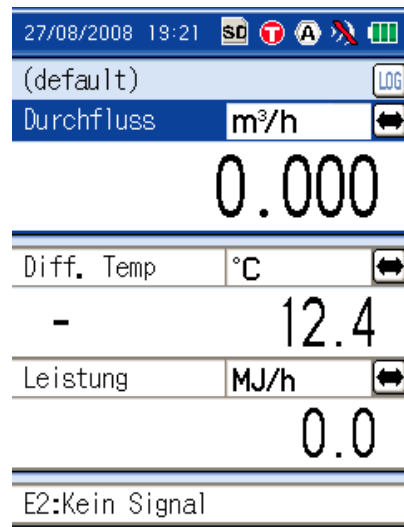 27/08/2008 19:21 SD T A
(default) LOG
Durchfluss m³/h
0.000
Diff. Temp °C
- 12.4
Leistung MJ/h
0.0
E2:Kein Signal